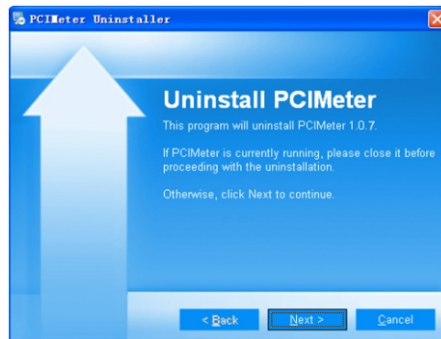 PCIMeter Uninstaller
Uninstall PCIMeter
This program will uninstall PCIMeter 1.0.7.
If PCIMeter is currently running, please close it before
proceeding with the uninstallation.
Otherwise, click Next to continue.
< Back
Next >
Cancel